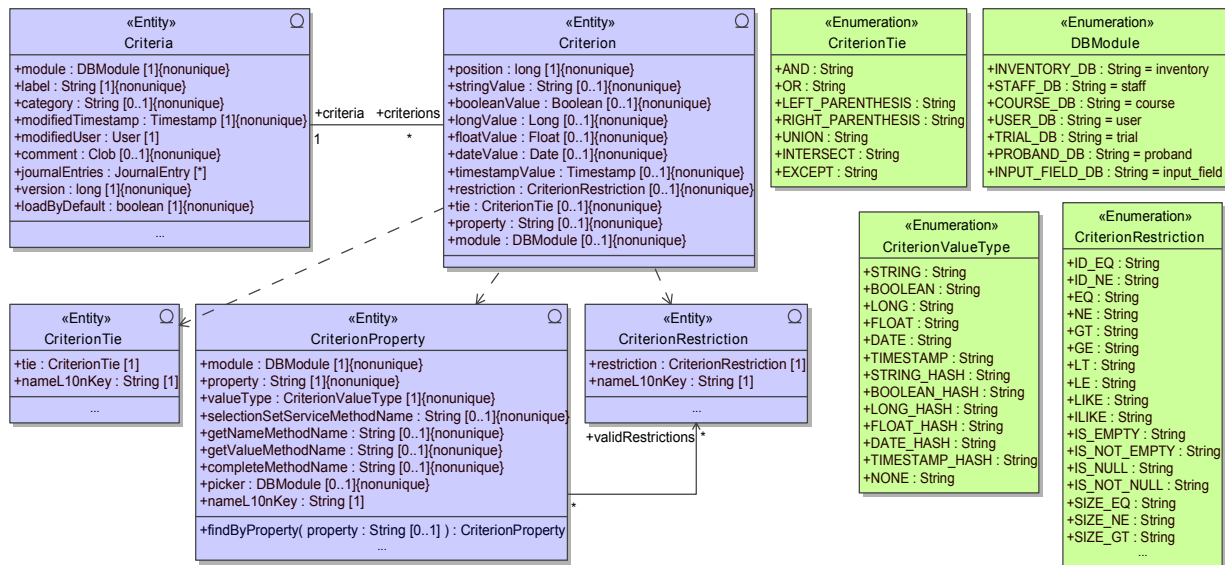 «Entity»
Criteria
+module : DBModule [1]{nonunique}
+label : String [1]{nonunique}
+category : String [0..1]{nonunique}
+modifiedTimestamp : Timestamp [1]{nonunique}
+modifiedUser : User [1]
+comment : Clob [0..1]{nonunique}
+journalEntries : JournalEntry [*]
+version : long [1]{nonunique}
+loadByDefault : boolean [1]{nonunique}
...
+criteria
1
+criterions
*
«Entity»
Criterion
+position : long [1]{nonunique}
+stringValue : String [0..1]{nonunique}
+booleanValue : Boolean [0..1]{nonunique}
+longValue : Long [0..1]{nonunique}
+floatValue : Float [0..1]{nonunique}
+dateValue : Date [0..1]{nonunique}
+timestampValue : Timestamp [0..1]{nonunique}
+restriction : CriterionRestriction [0..1]{nonunique}
+tie : CriterionTie [0..1]{nonunique}
+property : String [0..1]{nonunique}
+module : DBModule [0..1]{nonunique}
«Enumeration»
CriterionTie
+AND : String
+OR : String
+LEFT_PARENTHESIS : String
+RIGHT_PARENTHESIS : String
+UNION : String
+INTERSECT : String
+EXCEPT : String
«Enumeration»
DBModule
+INVENTORY_DB : String = inventory
+STAFF_DB : String = staff
+COURSE_DB : String = course
+USER_DB : String = user
+TRIAL_DB : String = trial
+PROBAND_DB : String = proband
+INPUT_FIELD_DB : String = input_field
«Entity»
CriterionTie
+tie : CriterionTie [1]
+nameL10nKey : String [1]
...
«Entity»
CriterionProperty
+module : DBModule [1]{nonunique}
+property : String [1]{nonunique}
+valueType : CriterionValueType [1]{nonunique}
+selectionSetServiceMethodName : String [0..1]{nonunique}
+getNameMethodName : String [0..1]{nonunique}
+getValueMethodName : String [0..1]{nonunique}
+completeMethodName : String [0..1]{nonunique}
+picker : DBModule [0..1]{nonunique}
+nameL10nKey : String [1]
+findByProperty( property : String [0..1] ) : CriterionProperty
...
«Entity»
CriterionRestriction
+restriction : CriterionRestriction [1]
+nameL10nKey : String [1]
...
+validRestrictions
*
*
«Enumeration»
CriterionValueType
+STRING : String
+BOOLEAN : String
+LONG : String
+FLOAT : String
+DATE : String
+TIMESTAMP : String
+STRING_HASH : String
+BOOLEAN_HASH : String
+LONG_HASH : String
+FLOAT_HASH : String
+DATE_HASH : String
+TIMESTAMP_HASH : String
+NONE : String
«Enumeration»
CriterionRestriction
+ID_EQ : String
+ID_NE : String
+EQ : String
+NE : String
+GT : String
+GE : String
+LT : String
+LE : String
+LIKE : String
+ILIKE : String
+IS_EMPTY : String
+IS_NOT_EMPTY : String
+IS_NULL : String
+IS_NOT_NULL : String
+SIZE_EQ : String
+SIZE_NE : String
+SIZE_GT : String
...